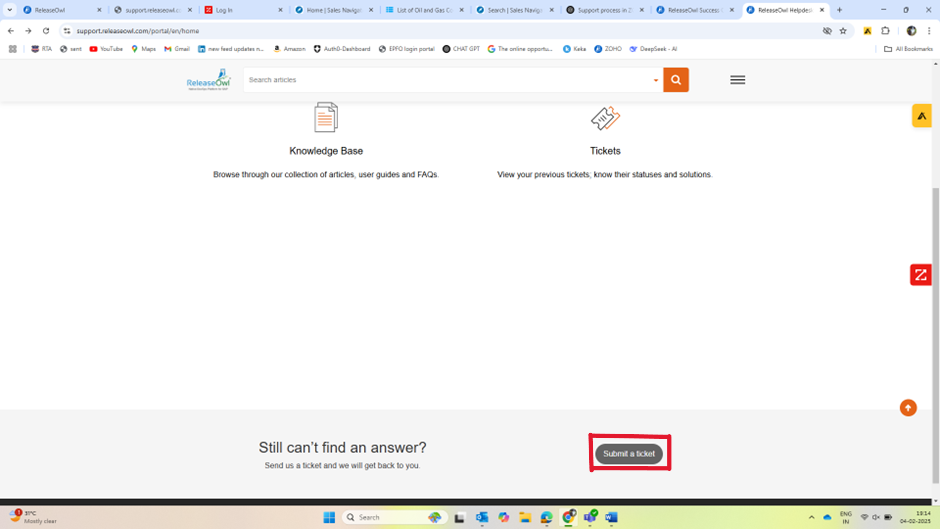 ReleaseOwl
support.releaseowl.c
Log In
Home | Sales Navigat
List of Oil and Gas Co
Search | Sales Naviga
Support process in Z
ReleaseOwl Success
ReleaseOwl Helpdesk
support.releaseowl.com/portal/en/home
RTA
sent
YouTube
Maps
Gmail
new feed updates n...
Amazon
Auth0-Dashboard
EPFO login portal
CHAT GPT
The online opportu...
Keka
ZOHO
DeepSeek - AI
All Bookmarks
ReleaseOwl
Search articles
Knowledge Base
Tickets
Browse through our collection of articles, user guides and FAQs.
View your previous tickets, know their statuses and solutions.
Still can't find an answer?
Send us a ticket and we will get back to you.
Submit a ticket
31°C
Mostly clear
Search
ENG
IN
19:14
04-02-2025